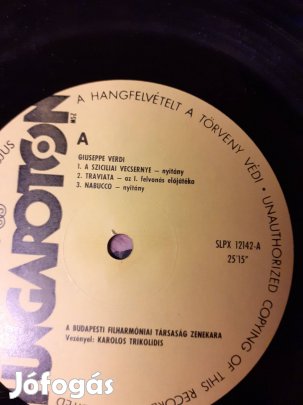 A HANGFELVÉTELT A TÖRVENY VÉDI • UNAUTHORIZED COPYING OF THIS RECORD
HUNGAROTON
A
GIUSEPPE VERDI
1. A SZICILIAI VECSERNYE - nyitány
2. TRAVIATA - az I. felvonás előjátéka
3. NABUCCO - nyitány
SLPX 12142-A
25'15"
A BUDAPESTI FILHARMÓNIAI TÁRSASÁG ZENEKARA
Vezényel: KAROLOS TRIKOLIDIS
Jófogás